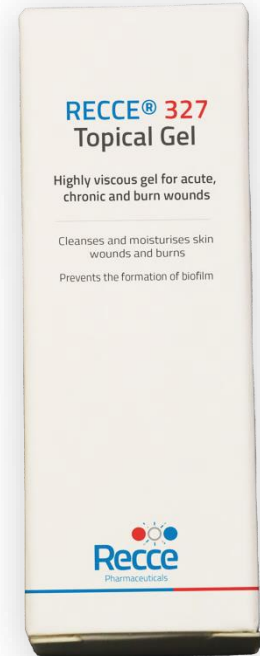 RECCE® 327
Topical Gel
Highly viscous gel for acute,
chronic and burn wounds
Cleanses and moisturises skin
wounds and burns
Prevents the formation of biofilm
Recce
Pharmaceuticals